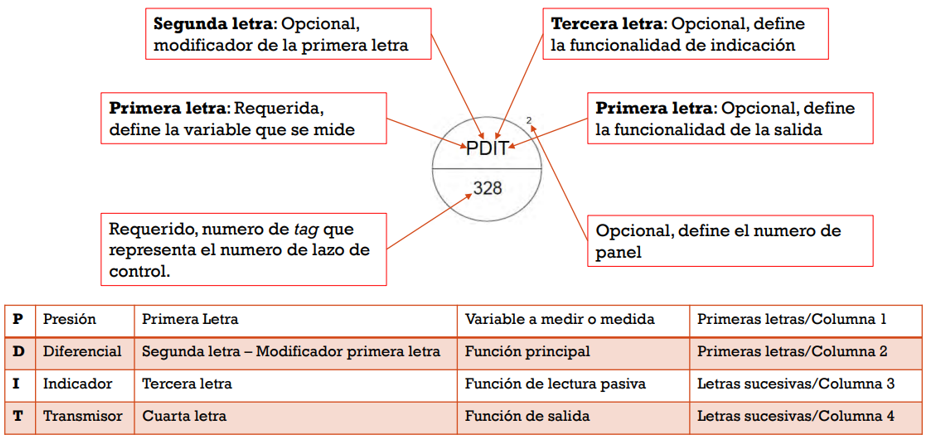 Segunda letra: Opcional,
modificador de la primera letra
Tercera letra: Opcional, define
la funcionalidad de indicación
Primera letra: Requerida,
define la variable que se mide
Primera letra: Opcional, define
la funcionalidad de la salida
2
PDIT
328
Requerido, numero de tag que
representa el numero de lazo de
control.
Opcional, define el numero de
panel
P Presión Primera Letra Variable a medir o medida Primeras letras/Columna 1
D Diferencial Segunda letra – Modificador primera letra Función principal Primeras letras/Columna 2
I Indicador Tercera letra Función de lectura pasiva Letras sucesivas/Columna 3
T Transmisor Cuarta letra Función de salida Letras sucesivas/Columna 4